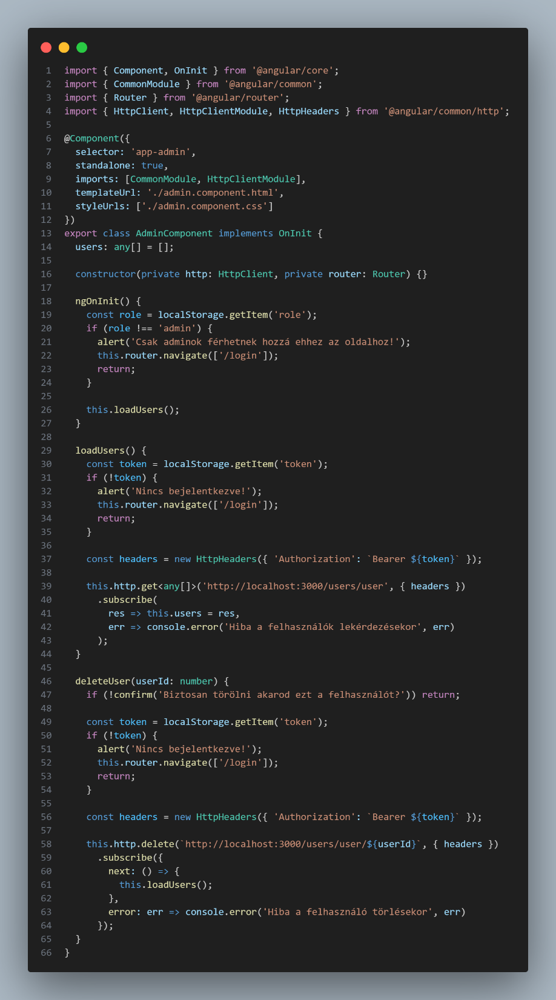 1 import { Component, OnInit } from '@angular/core';
2 import { CommonModule } from '@angular/common';
3 import { Router } from '@angular/router';
4 import { HttpClient, HttpClientModule, HttpHeaders } from '@angular/common/http';
5
6 @Component({
7   selector: 'app-admin',
8   standalone: true,
9   imports: [CommonModule, HttpClientModule],
10   templateUrl: './admin.component.html',
11   styleUrls: ['./admin.component.css']
12 })
13 export class AdminComponent implements OnInit {
14   users: any[] = [];
15
16   constructor(private http: HttpClient, private router: Router) {}
17
18   ngOnInit() {
19     const role = localStorage.getItem('role');
20     if (role !== 'admin') {
21       alert('Csak adminok férhetnek hozzá ehhez az oldalhoz!');
22       this.router.navigate(['/login']);
23       return;
24     }
25
26     this.loadUsers();
27   }
28
29   loadUsers() {
30     const token = localStorage.getItem('token');
31     if (!token) {
32       alert('Nincs bejelentkezve!');
33       this.router.navigate(['/login']);
34       return;
35     }
36
37     const headers = new HttpHeaders({ 'Authorization': `Bearer ${token}` });
38
39     this.http.get<any[]>('http://localhost:3000/users/user', { headers })
40       .subscribe(
41         res => this.users = res,
42         err => console.error('Hiba a felhasználók lekérdezésekor', err)
43       );
44   }
45
46   deleteUser(userId: number) {
47     if (!confirm('Biztosan törölni akarod ezt a felhasználót?')) return;
48
49     const token = localStorage.getItem('token');
50     if (!token) {
51       alert('Nincs bejelentkezve!');
52       this.router.navigate(['/login']);
53       return;
54     }
55
56     const headers = new HttpHeaders({ 'Authorization': `Bearer ${token}` });
57
58     this.http.delete(`http://localhost:3000/users/user/${userId}`, { headers })
59       .subscribe({
60         next: () => {
61           this.loadUsers();
62         },
63         error: err => console.error('Hiba a felhasználó törlésekor', err)
64       });
65   }
66 }